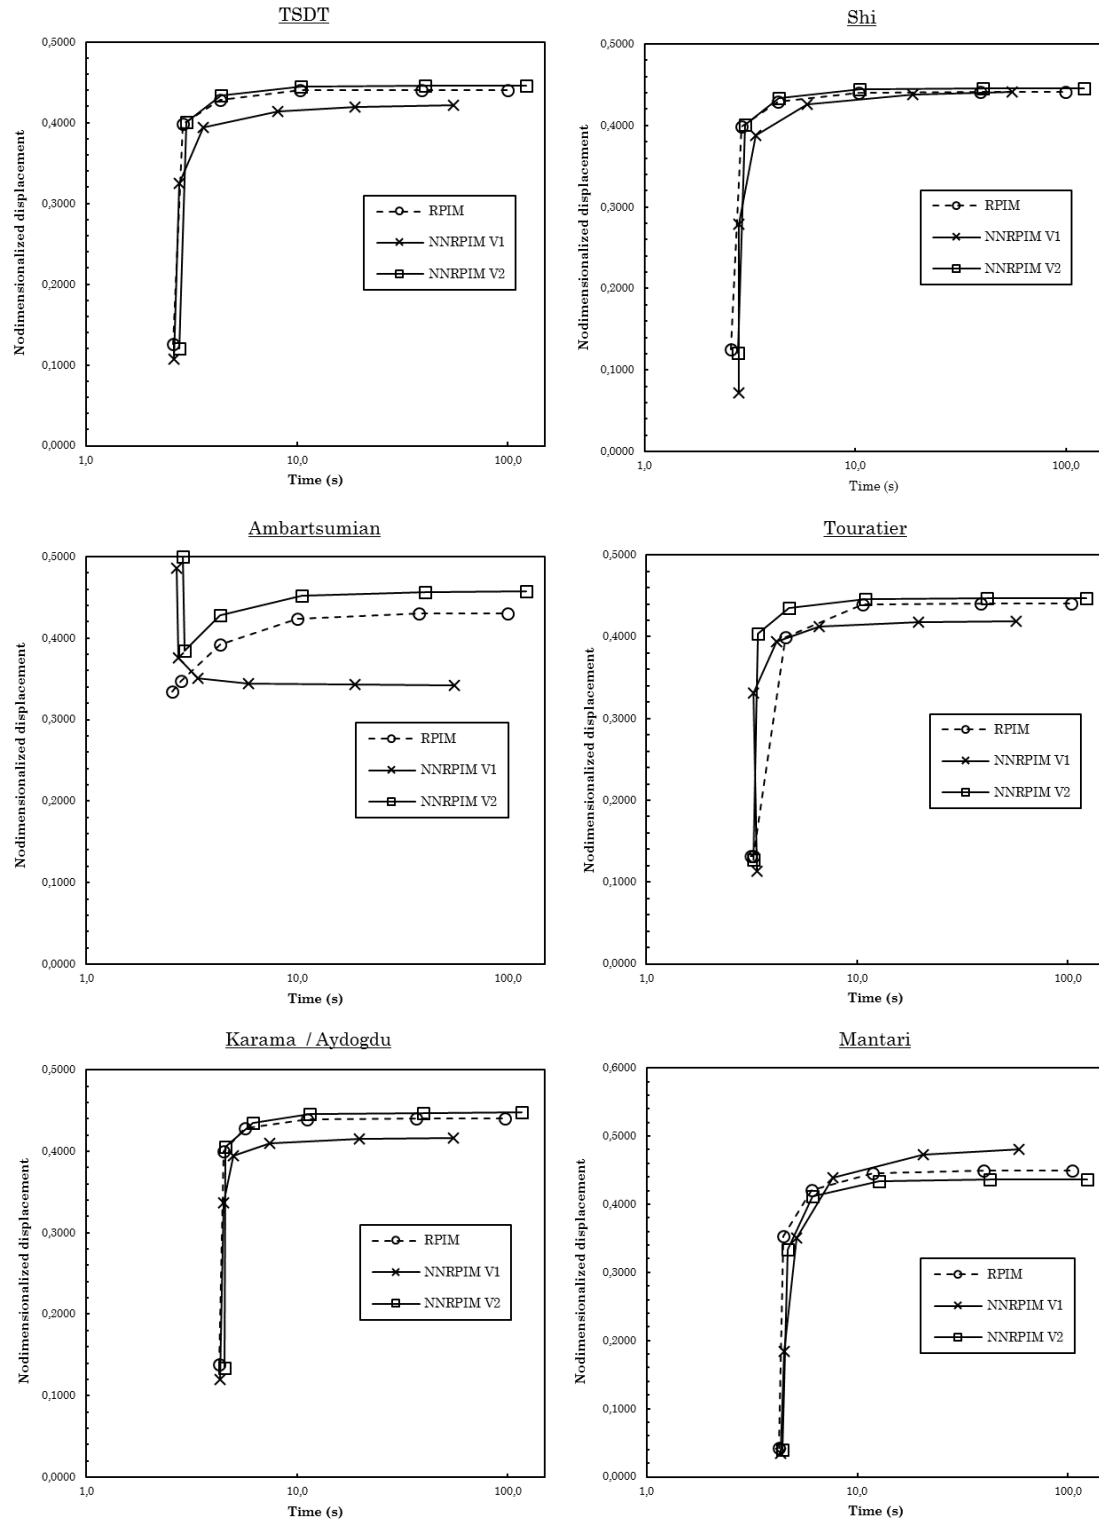 TSDT
0,5000
0,4000
0,3000
0,2000
0,1000
0,0000
Nodimensionalized displacement
1,0
10,0
100,0
Time (s)
RPIM
NNRPIM V1
NNRPIM V2
Shi
0,5000
0,4000
0,3000
0,2000
0,1000
0,0000
Nodimensionalized displacement
1,0
10,0
100,0
Time (s)
RPIM
NNRPIM V1
NNRPIM V2
Ambartsumian
0,5000
0,4000
0,3000
0,2000
0,1000
0,0000
Nodimensionalized displacement
1,0
10,0
100,0
Time (s)
RPIM
NNRPIM V1
NNRPIM V2
Touratier
0,5000
0,4000
0,3000
0,2000
0,1000
0,0000
Nodimensionalized displacement
1,0
10,0
100,0
Time (s)
RPIM
NNRPIM V1
NNRPIM V2
Karama / Aydogdu
0,5000
0,4000
0,3000
0,2000
0,1000
0,0000
Nodimensionalized displacement
1,0
10,0
100,0
Time (s)
RPIM
NNRPIM V1
NNRPIM V2
Mantari
0,6000
0,5000
0,4000
0,3000
0,2000
0,1000
0,0000
Nodimensionalized displacement
1,0
10,0
100,0
Time (s)
RPIM
NNRPIM V1
NNRPIM V2